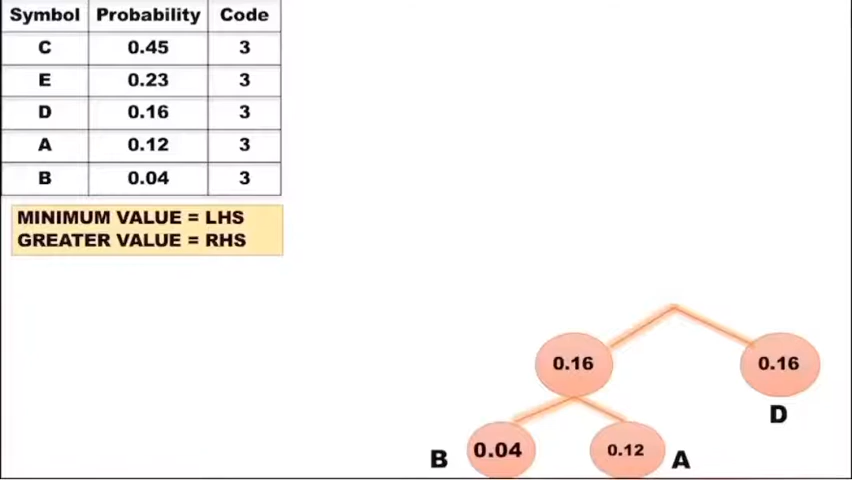 Symbol Probability Code
C 0.45 3
E 0.23 3
D 0.16 3
A 0.12 3
B 0.04 3
MINIMUM VALUE = LHS
GREATER VALUE = RHS
0.16 0.16
D
B 0.04 0.12 A